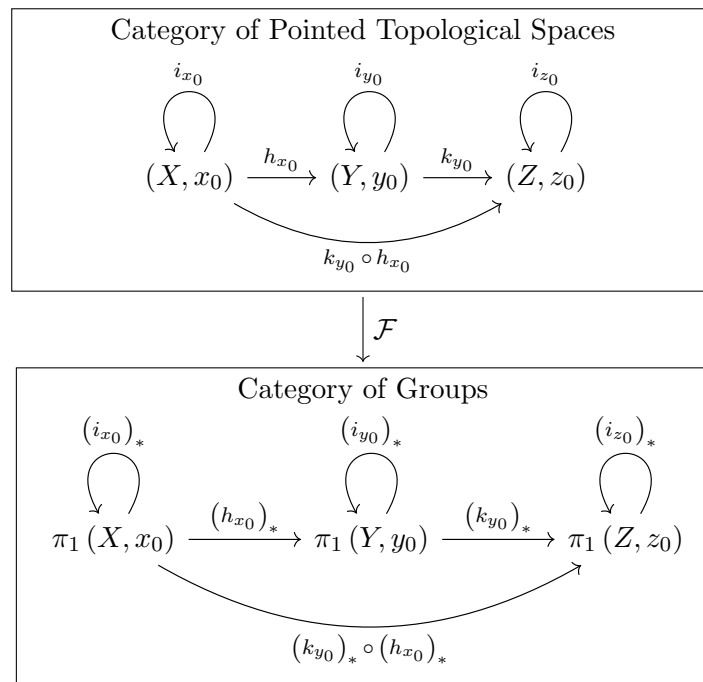 Category of Pointed Topological Spaces
i_{x_0} i_{y_0} i_{z_0}
h_{x_0} k_{y_0}
(X, x_0) (Y, y_0) (Z, z_0)
k_{y_0} ∘ h_{x_0}
𝓕
Category of Groups
(i_{x_0})_* (i_{y_0})_* (i_{z_0})_*
(h_{x_0})_* (k_{y_0})_*
π_1 (X, x_0) π_1 (Y, y_0) π_1 (Z, z_0)
(k_{y_0})_* ∘ (h_{x_0})_*